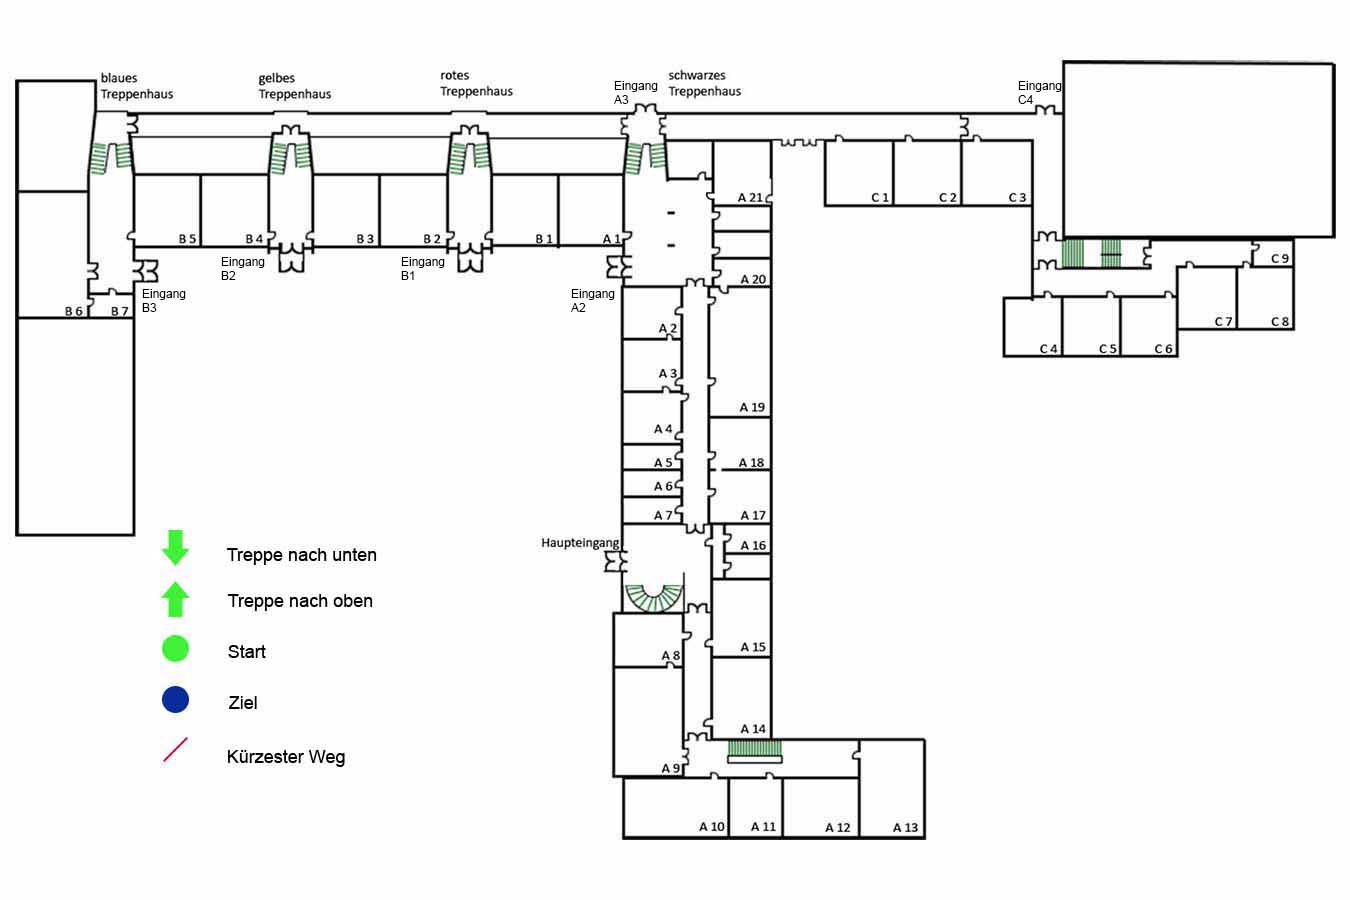 blaues
Treppenhaus
gelbes
Treppenhaus
rotes
Treppenhaus
Eingang
A3
schwarzes
Treppenhaus
Eingang
C4
A 21
C 1
C 2
C 3
B 5
B 4
B 3
B 2
B 1
A 1
Eingang
B2
Eingang
B1
Eingang
B3
Eingang
A2
A 20
C 9
B 6
B 7
C 7
C 8
A 2
C 4
C 5
C 6
A 3
A 19
A 4
A 5
A 18
A 6
A 7
A 17
Haupteingang
A 16
Treppe nach unten
Treppe nach oben
Start
Ziel
Kürzester Weg
A 8
A 15
A 14
A 9
A 10
A 11
A 12
A 13